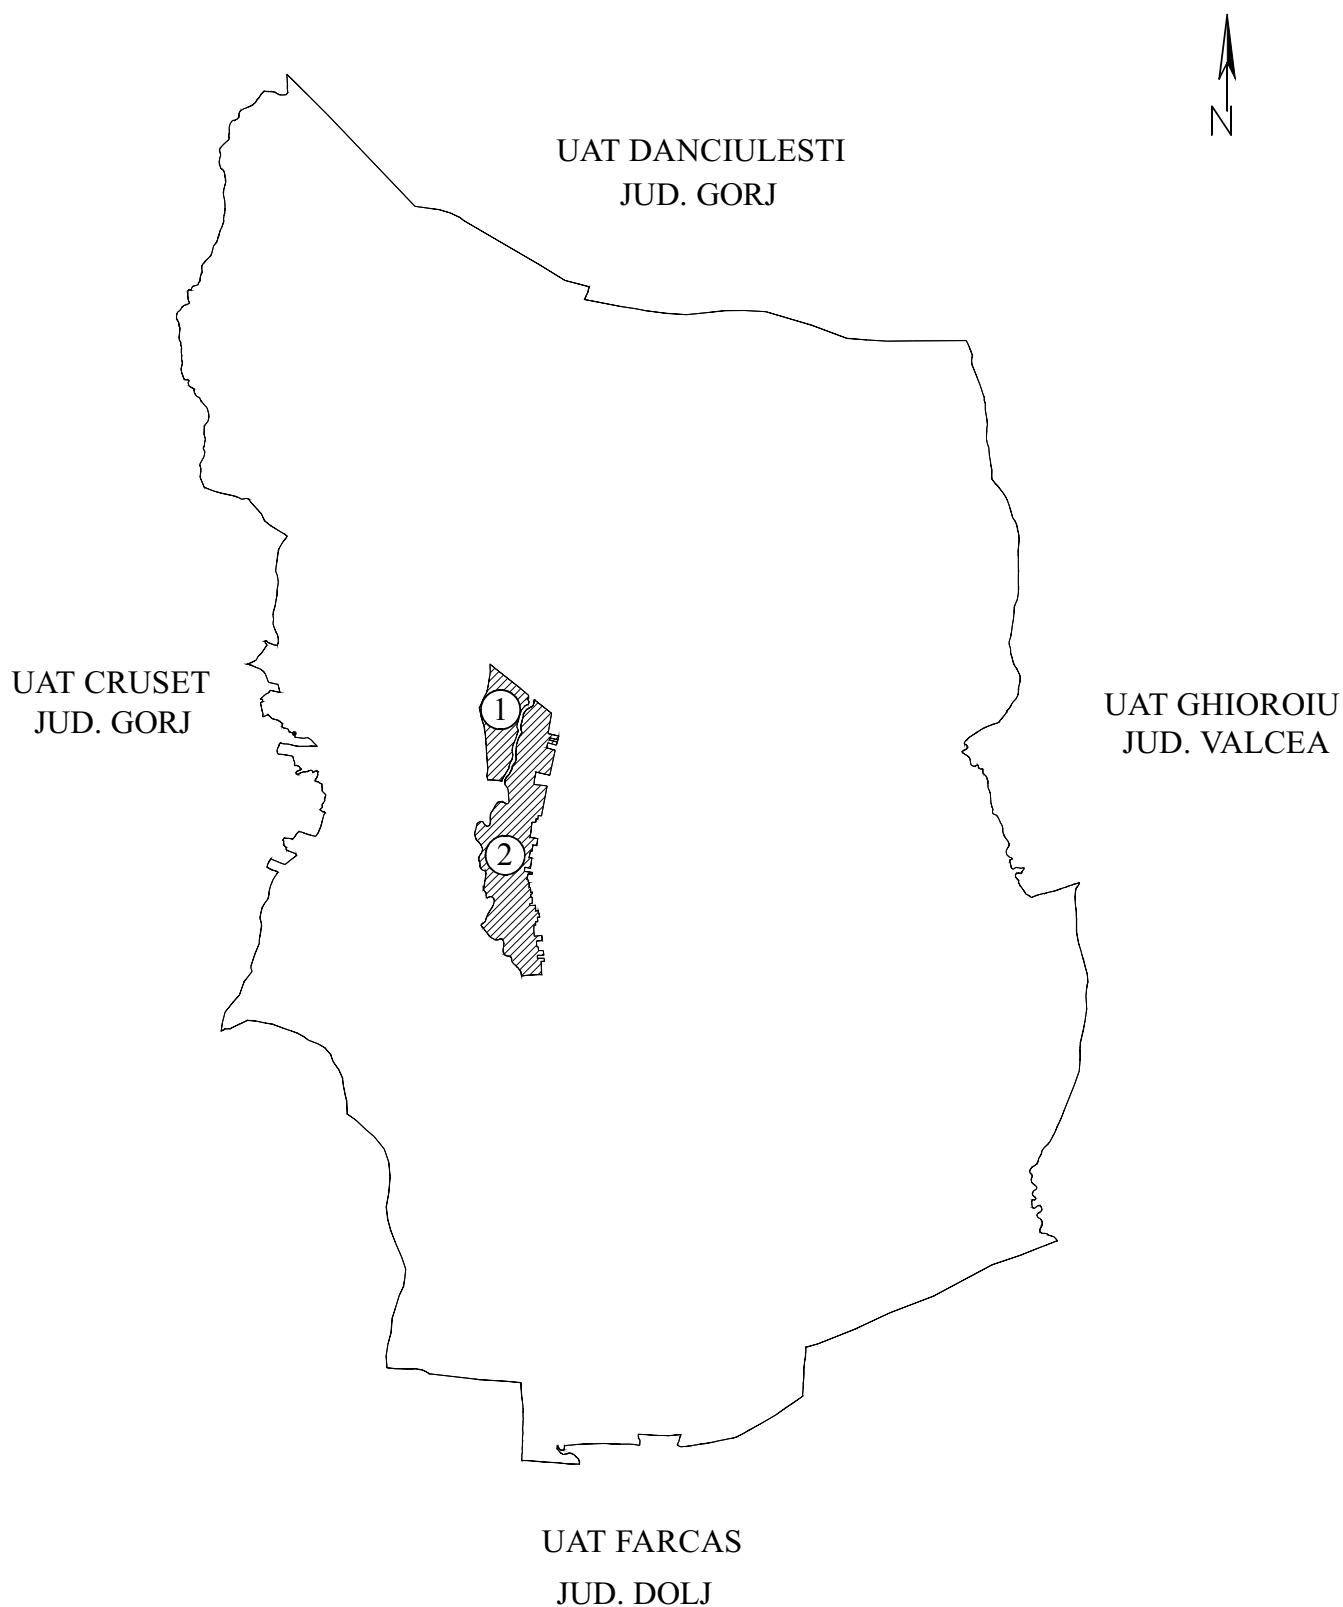 N
UAT DANCIULESTI
JUD. GORJ
UAT CRUSET
JUD. GORJ
UAT GHIOROIU
JUD. VALCEA
1
2
UAT FARCAS
JUD. DOLJ